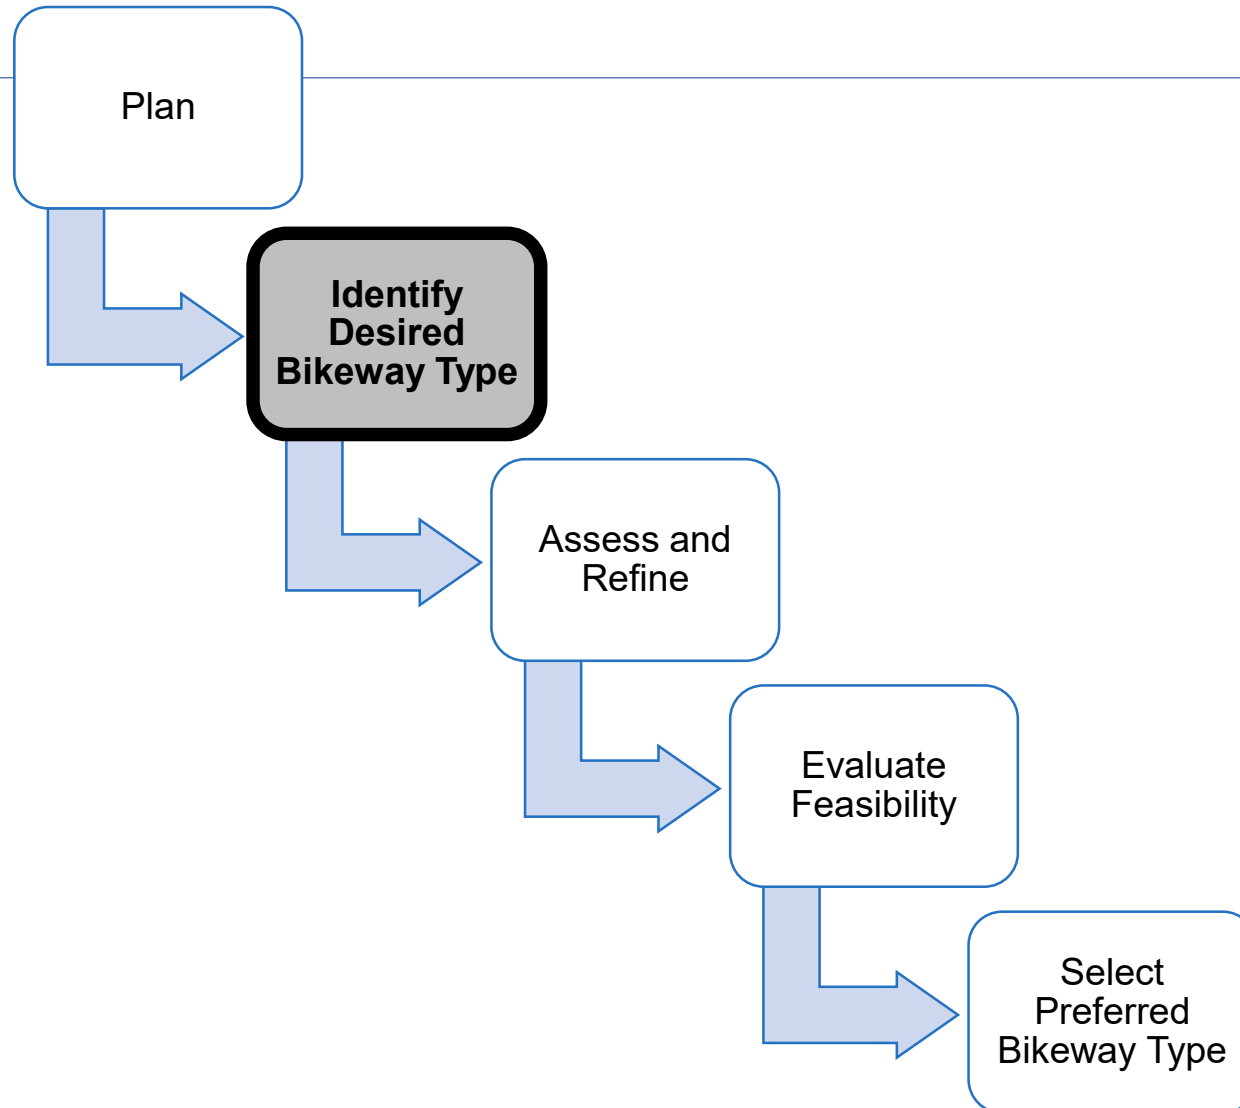 Plan
Identify
Desired
Bikeway Type
Assess and
Refine
Evaluate
Feasibility
Select
Preferred
Bikeway Type